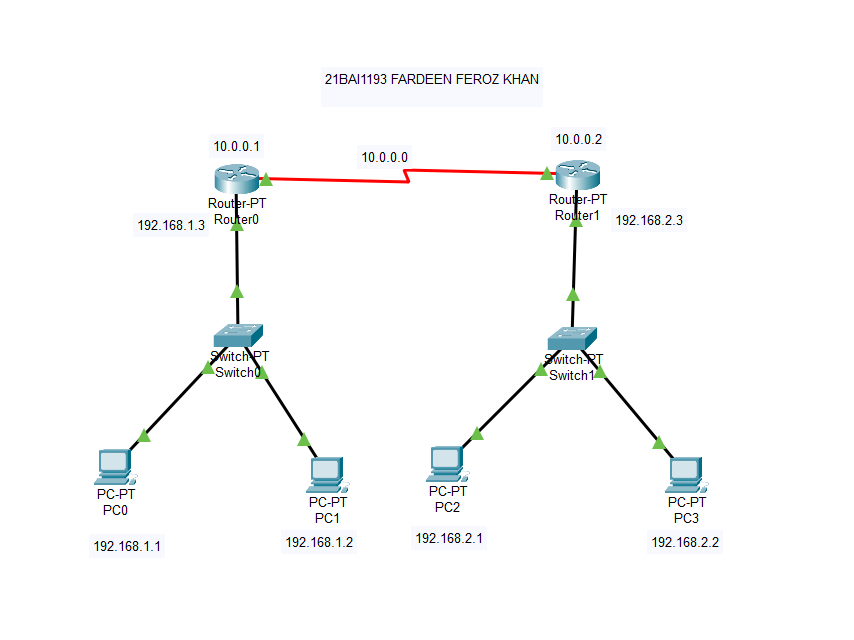 21BAI1193 FARDEEN FEROZ KHAN
10.0.0.1
10.0.0.0
10.0.0.2
Router-PT
Router0
192.168.1.3
Router-PT
Router1
192.168.2.3
Switch-PT
Switch0
Switch-PT
Switch1
PC-PT
PC0
192.168.1.1
PC-PT
PC1
192.168.1.2
PC-PT
PC2
192.168.2.1
PC-PT
PC3
192.168.2.2